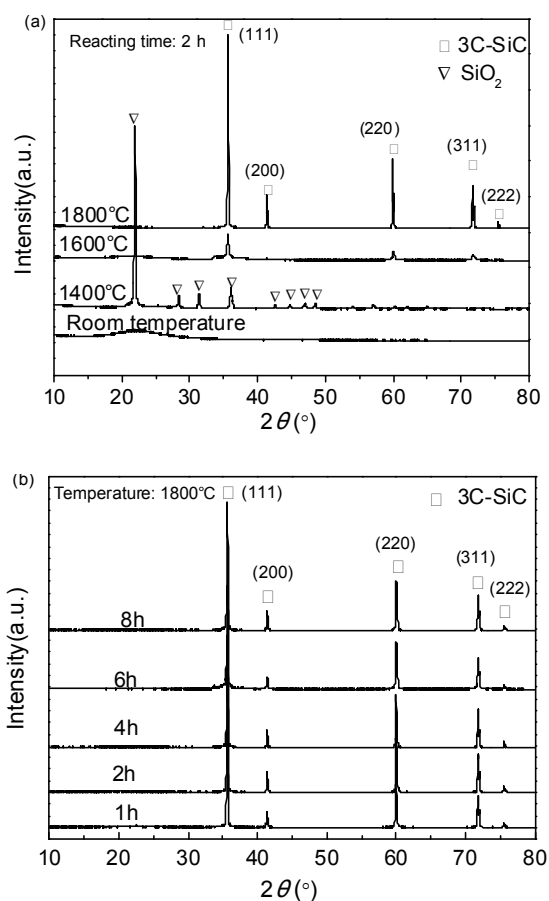 (a)
Reacting time: 2 h
(111)
□ 3C-SiC
▽ SiO₂
(220)
(311)
(200)
(222)
1800℃
1600℃
1400℃
Room temperature
Intensity(a.u.)
10 20 30 40 50 60 70 80
2θ(°)
(b)
Temperature: 1800℃
(111)
□ 3C-SiC
(220)
(311)
(200)
(222)
8h
6h
4h
2h
1h
Intensity(a.u.)
10 20 30 40 50 60 70 80
2θ(°)